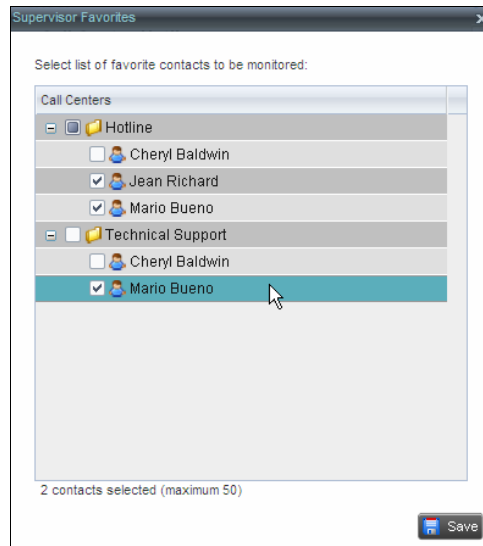 Supervisor Favorites
Select list of favorite contacts to be monitored:
Call Centers
Hotline
Cheryl Baldwin
Jean Richard
Mario Bueno
Technical Support
Cheryl Baldwin
Mario Bueno
2 contacts selected (maximum 50)
Save